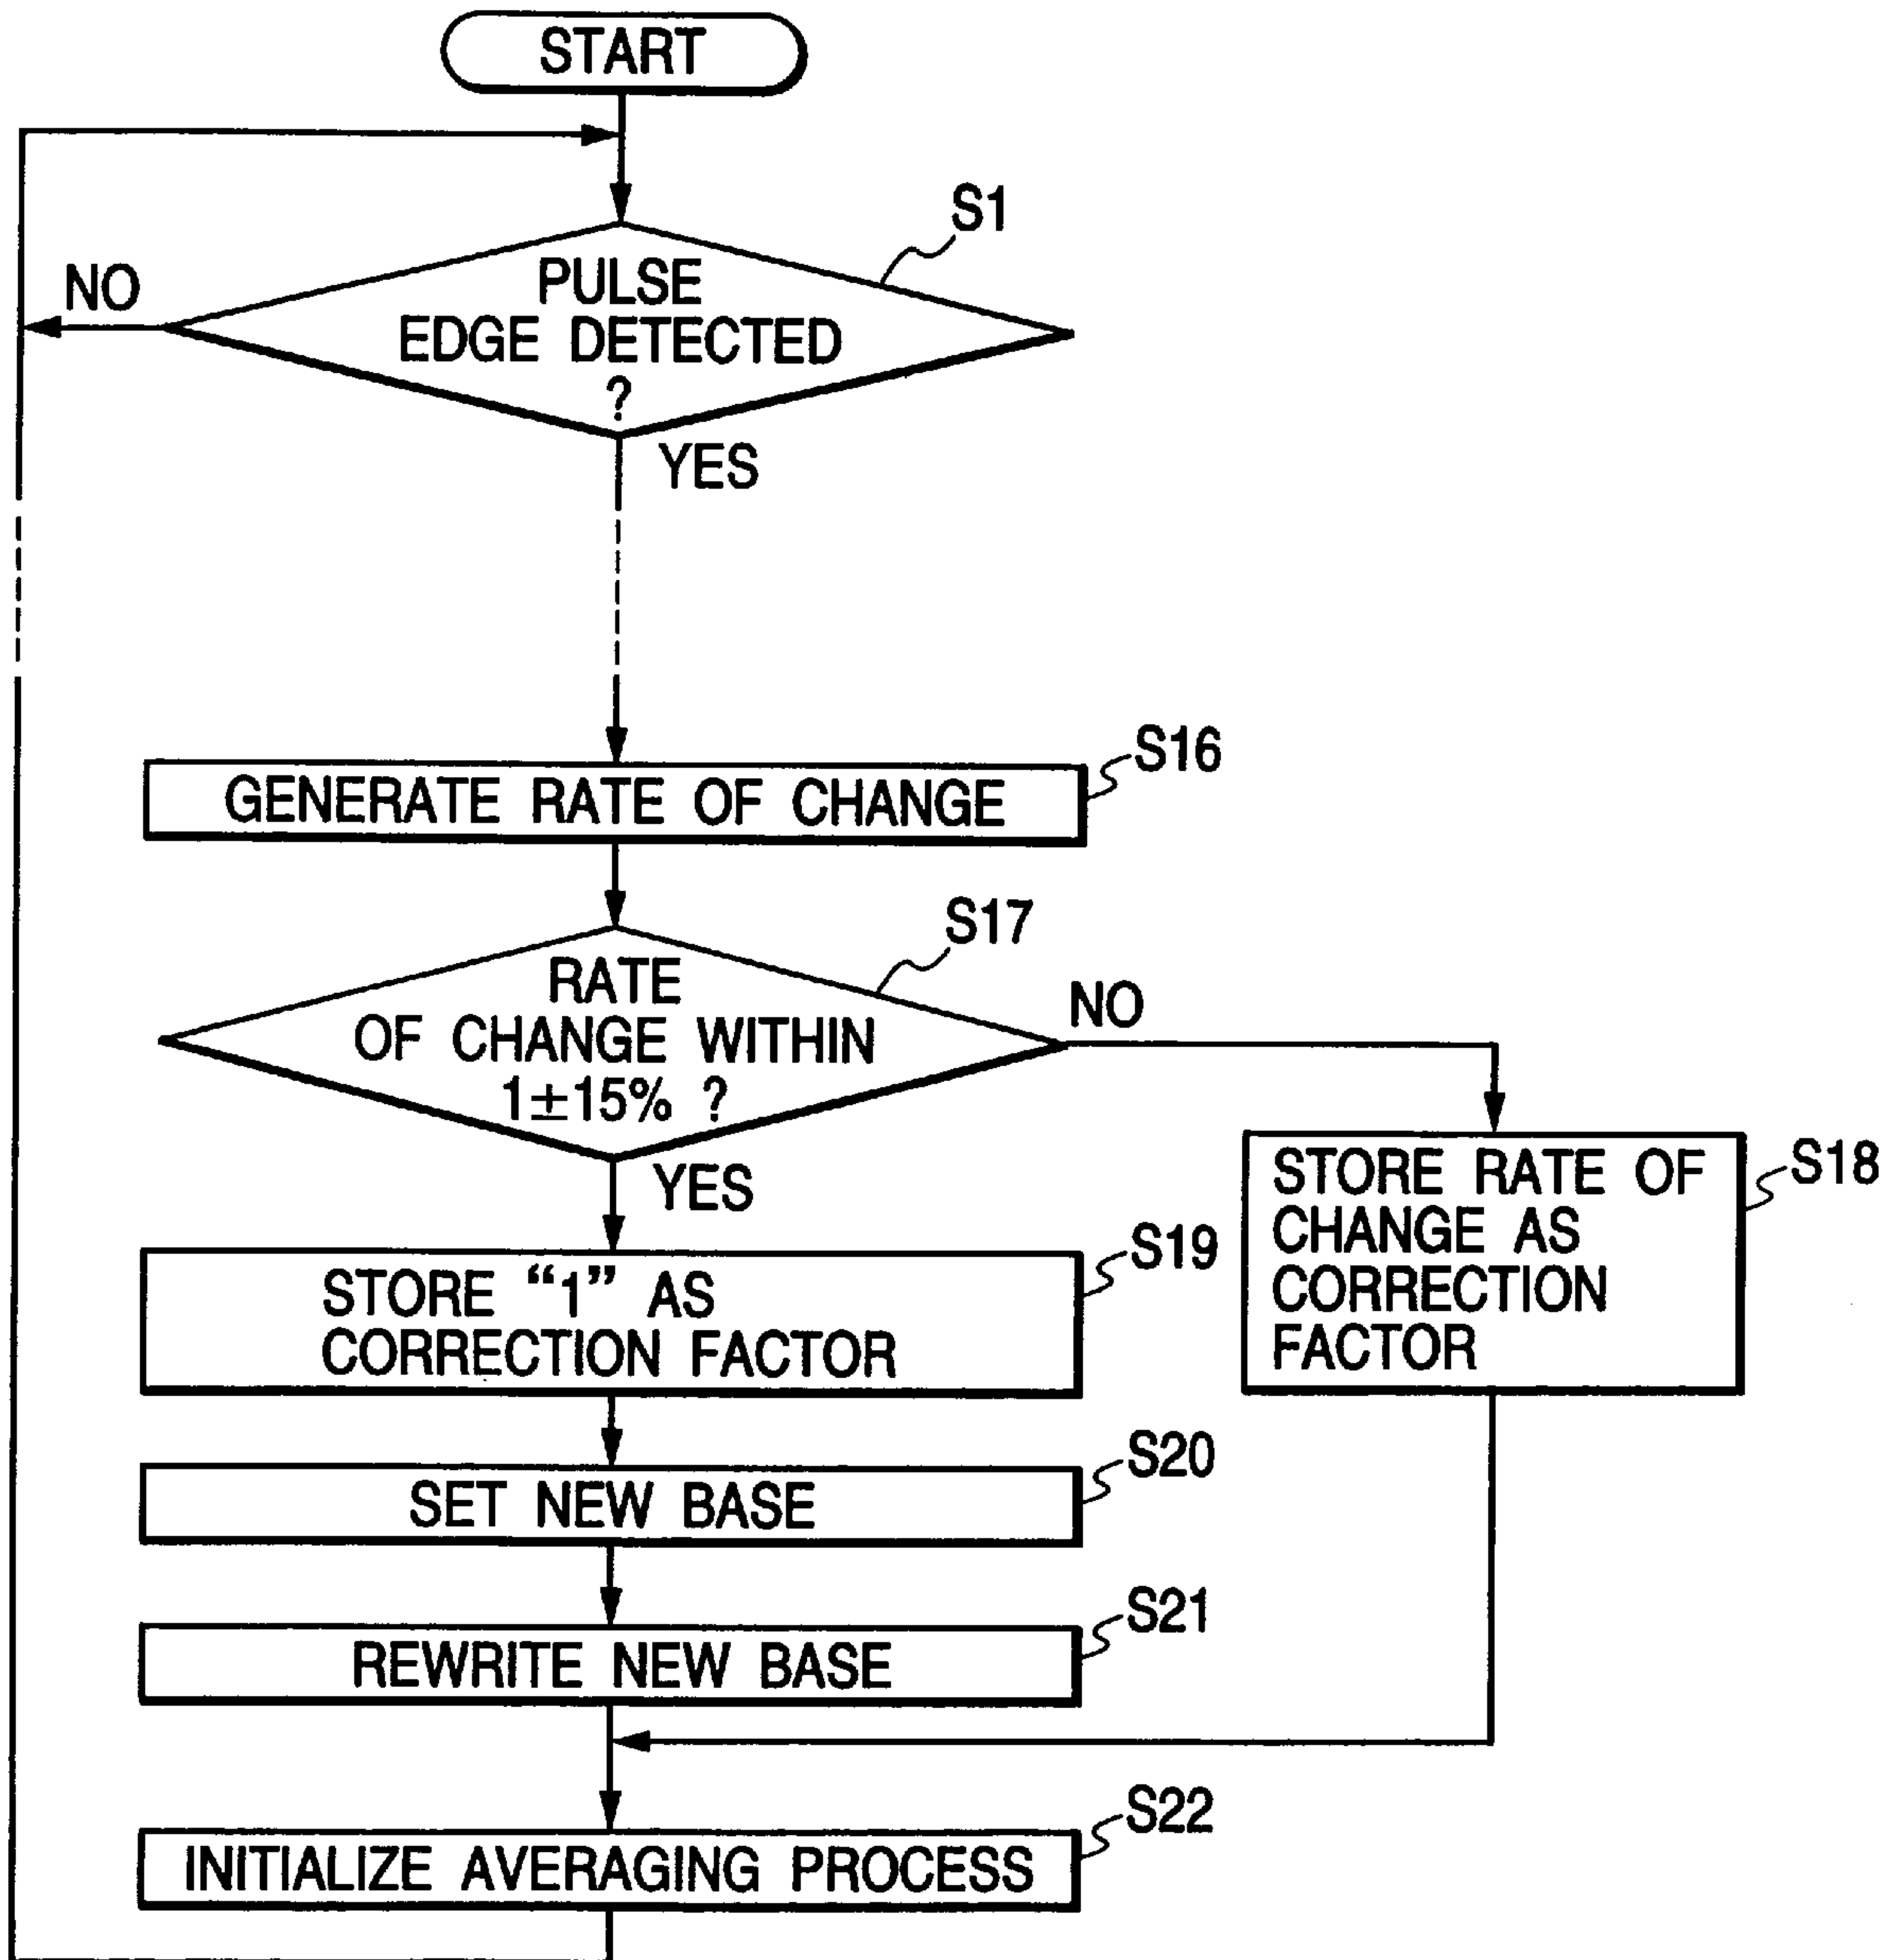 START
S1
PULSE
EDGE DETECTED
?
NO
YES
S16
GENERATE RATE OF CHANGE
S17
RATE
OF CHANGE WITHIN
1±15% ?
NO
YES
S18
STORE RATE OF
CHANGE AS
CORRECTION
FACTOR
S19
STORE “1” AS
CORRECTION FACTOR
S20
SET NEW BASE
S21
REWRITE NEW BASE
S22
INITIALIZE AVERAGING PROCESS